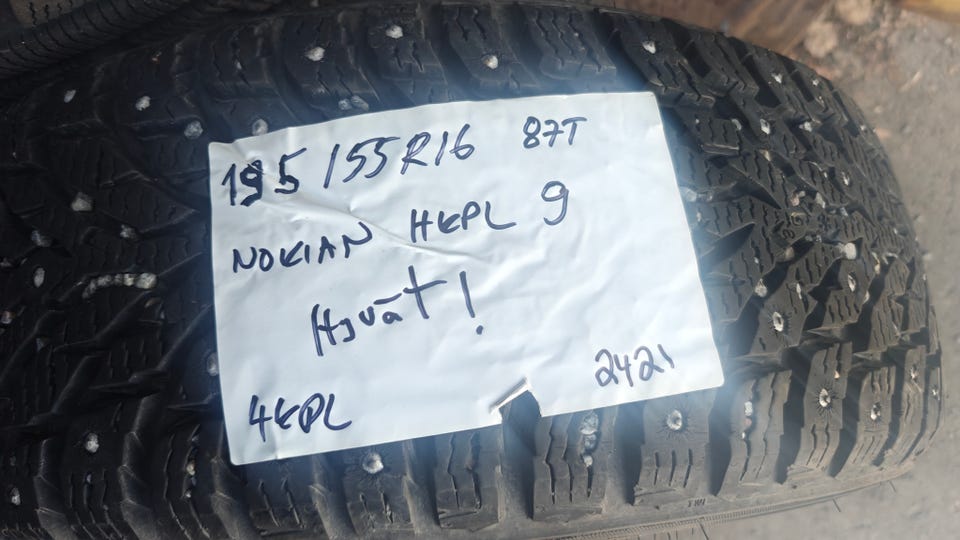 195/55R16 87T
NOKIAN HKPL 9
Hyvät!
4KPL
2421